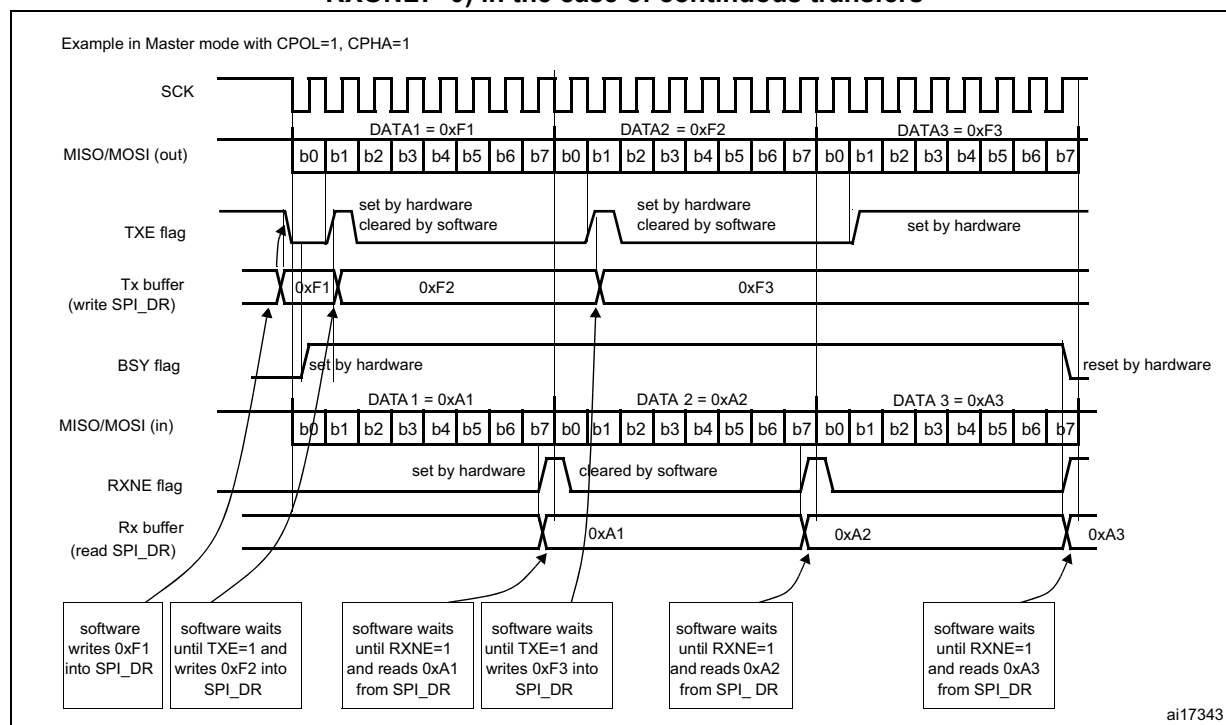 RXONLY=0) in the case of continuous transfers
Example in Master mode with CPOL=1, CPHA=1
SCK
DATA1 = 0xF1
DATA2 = 0xF2
DATA3 = 0xF3
MISO/MOSI (out)
b0 b1 b2 b3 b4 b5 b6 b7 b0 b1 b2 b3 b4 b5 b6 b7 b0 b1 b2 b3 b4 b5 b6 b7
TXE flag
set by hardware
cleared by software
set by hardware
cleared by software
set by hardware
Tx buffer
(write SPI_DR)
0xF1
0xF2
0xF3
BSY flag
set by hardware
reset by hardware
DATA 1 = 0xA1
DATA 2 = 0xA2
DATA 3 = 0xA3
MISO/MOSI (in)
b0 b1 b2 b3 b4 b5 b6 b7 b0 b1 b2 b3 b4 b5 b6 b7 b0 b1 b2 b3 b4 b5 b6 b7
RXNE flag
set by hardware
cleared by software
Rx buffer
(read SPI_DR)
0xA1
0xA2
0xA3
software
writes 0xF1
into SPI_DR
software waits
until TXE=1 and
writes 0xF2 into
SPI_DR
software waits
until RXNE=1
and reads 0xA1
from SPI_DR
software waits
until TXE=1 and
writes 0xF3 into
SPI_DR
software waits
until RXNE=1
and reads 0xA2
from SPI_ DR
software waits
until RXNE=1
and reads 0xA3
from SPI_DR
ai17343